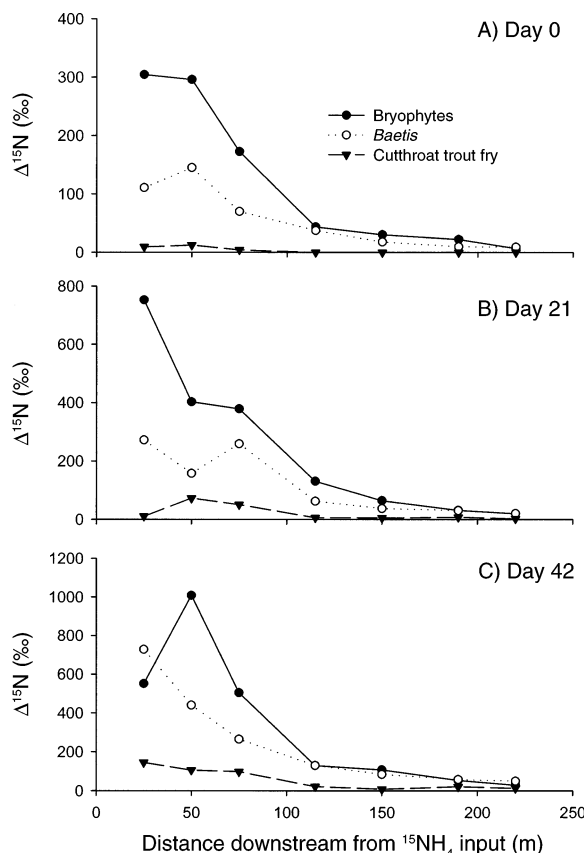 A) Day 0
400
300
200
100
0
Δ¹⁵N (‰)
Bryophytes
Baetis
Cutthroat trout fry
B) Day 21
800
600
400
200
0
Δ¹⁵N (‰)
C) Day 42
1200
1000
800
600
400
200
0
Δ¹⁵N (‰)
0 50 100 150 200 250
Distance downstream from ¹⁵NH₄ input (m)